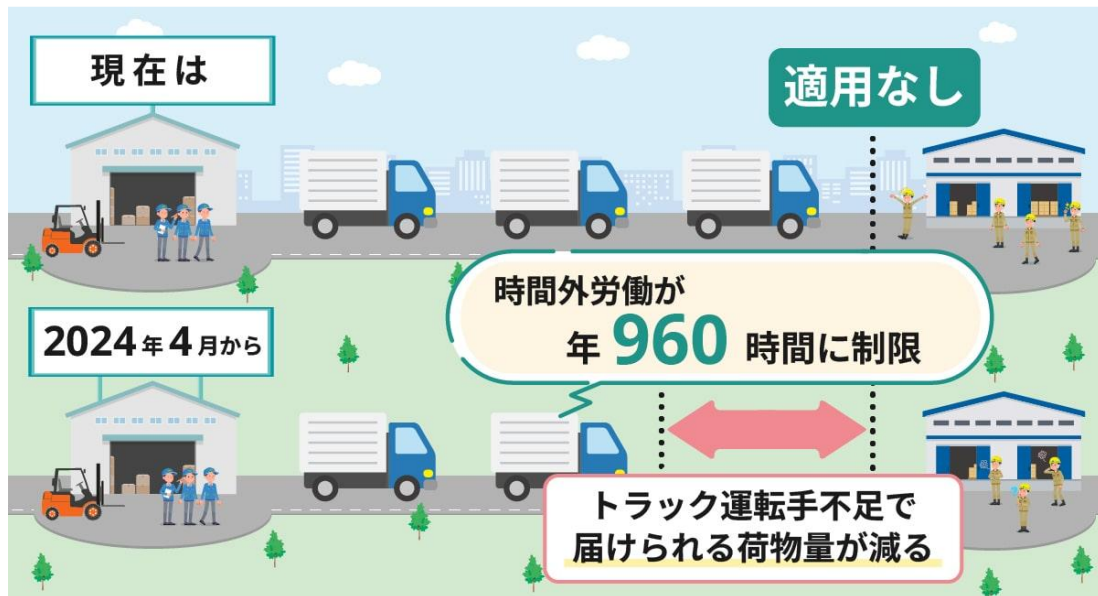 現在は
適用なし
時間外労働が
年 960 時間に制限
2024年4月から
トラック運転手不足で
届けられる荷物量が減る